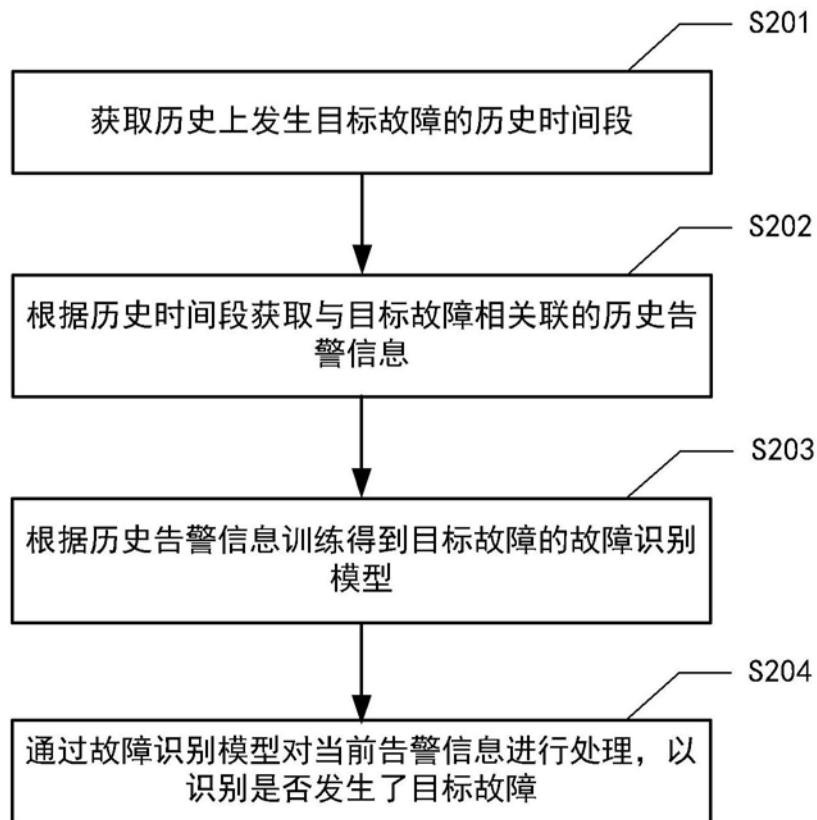 S201
获取历史上发生目标故障的历史时间段
S202
根据历史时间段获取与目标故障相关联的历史告
警信息
S203
根据历史告警信息训练得到目标故障的故障识别
模型
S204
通过故障识别模型对当前告警信息进行处理，以
识别是否发生了目标故障